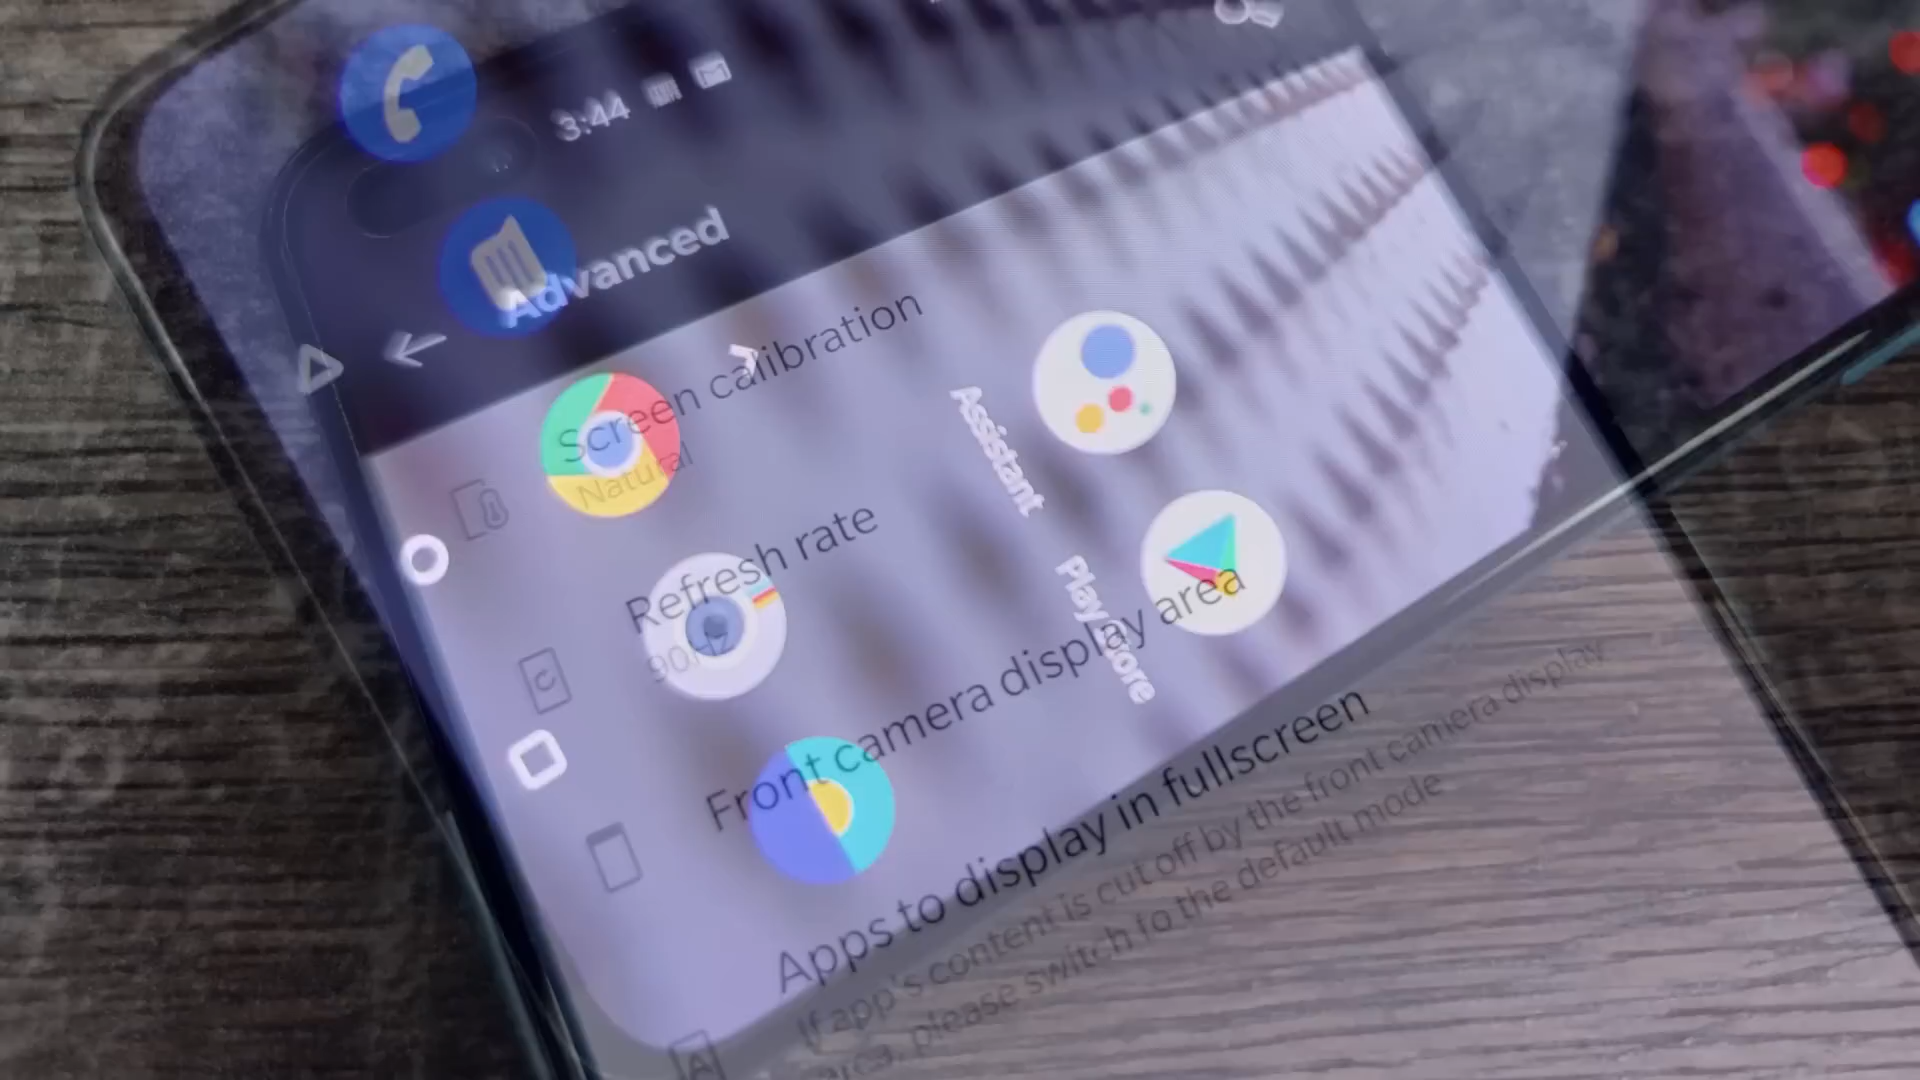 3:44
Advanced
Screen calibration
Natural
Refresh rate
90Hz
Front camera display area
Apps to display in fullscreen
If app's content is cut off by the front camera display
area, please switch to the default mode
Assistant
Play Store